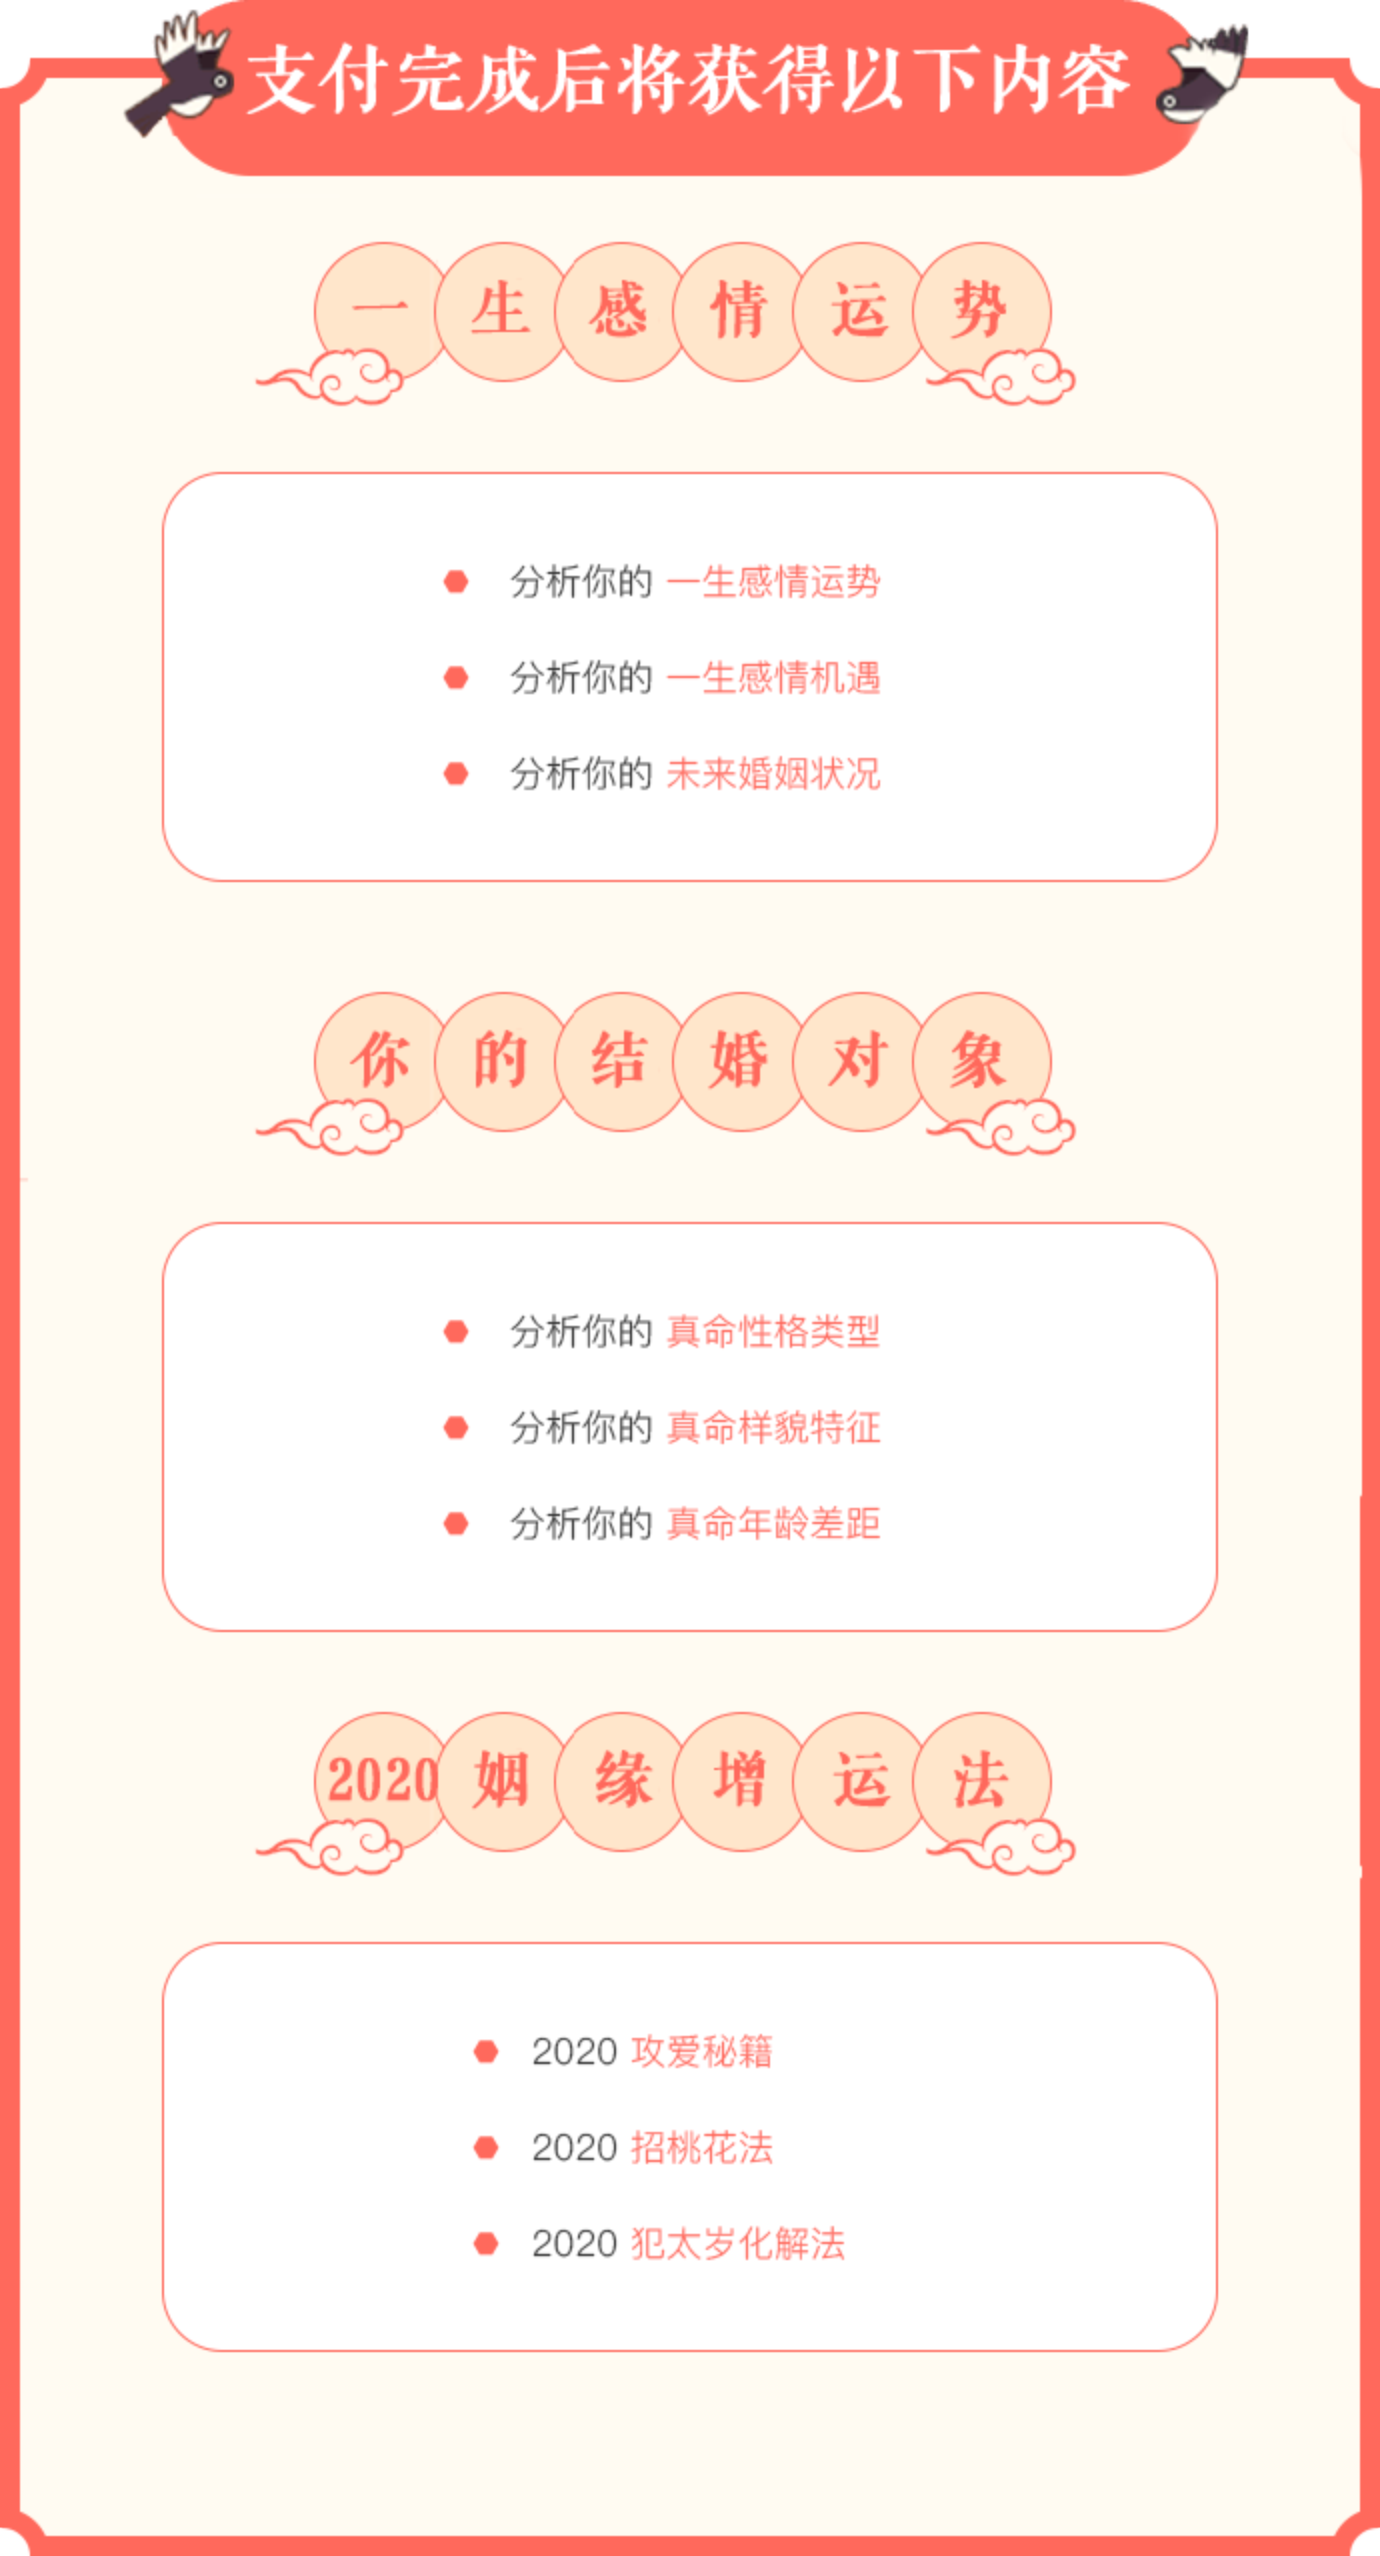 支付完成后将获得以下内容
一生感情运势
分析你的 一生感情运势
分析你的 一生感情机遇
分析你的 未来婚姻状况
你的结婚对象
分析你的 真命性格类型
分析你的 真命样貌特征
分析你的 真命年龄差距
2020姻缘增运法
2020 攻爱秘籍
2020 招桃花法
2020 犯太岁化解法